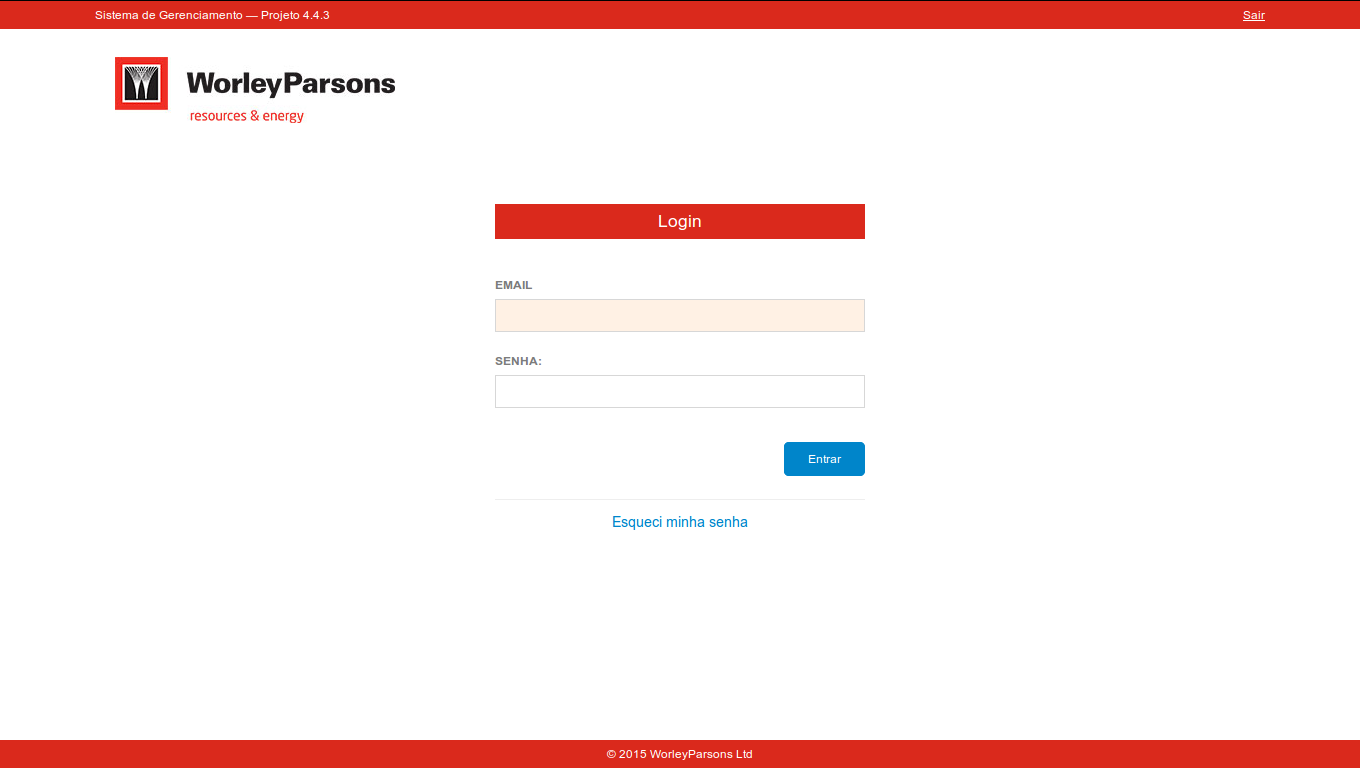 Sistema de Gerenciamento — Projeto 4.4.3
Sair
WorleyParsons
resources & energy
Login
EMAIL
SENHA:
Entrar
Esqueci minha senha
© 2015 WorleyParsons Ltd